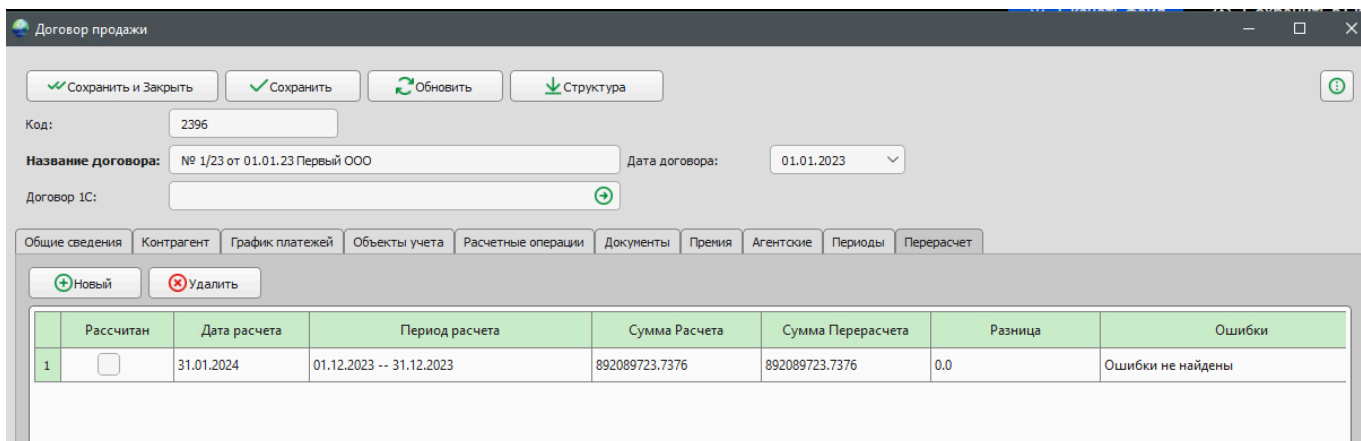 Договор продажи
Сохранить и Закрыть Сохранить Обновить Структура
Код: 2396
Название договора: № 1/23 от 01.01.23 Первый ООО Дата договора: 01.01.2023
Договор 1С:
Общие сведения Контрагент График платежей Объекты учета Расчетные операции Документы Премия Агентские Периоды Перерасчет
Новый Удалить
Рассчитан Дата расчета Период расчета Сумма Расчета Сумма Перерасчета Разница Ошибки
1 31.01.2024 01.12.2023 -- 31.12.2023 892089723.7376 892089723.7376 0.0 Ошибки не найдены